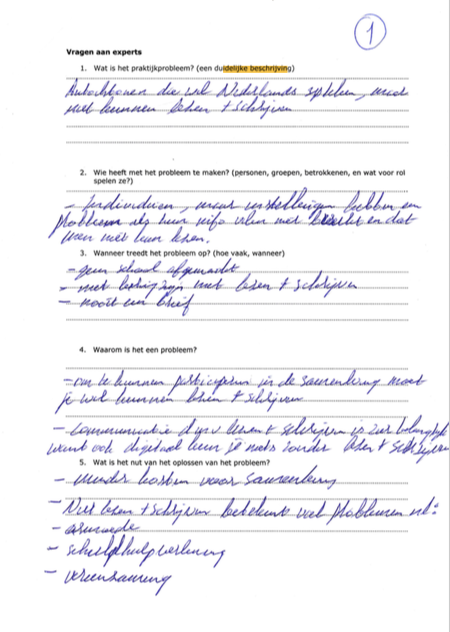 1
Vragen aan experts
1. Wat is het praktijkprobleem? (een duidelijke beschrijving)
Autochtonen die wel Nederlands spreken, maar
niet kunnen lezen + schrijven
2. Wie heeft met het probleem te maken? (personen, groepen, betrokkenen, en wat voor rol
spelen ze?)
- Individuen, maar instellingen hebben een
probleem als hun info niet en dat
men niet kan lezen.
3. Wanneer treedt het probleem op? (hoe vaak, wanneer)
- geen school afgemaakt
- niet bezig zijn met lezen + schrijven
- nooit een brief
4. Waarom is het een probleem?
- om te kunnen participeren in de samenleving moet
je wel kunnen lezen + schrijven
- Communicatie d.m.v lezen + schrijven is zeer belangrijk
want ook digitaal kun je niets zonder lezen + schrijven
5. Wat is het nut van het oplossen van het probleem?
- minder kosten voor samenleving
- Niet lezen + schrijven betekent veel problemen nl:
- armoede
- schuldhulpverlening
- vereenzaming